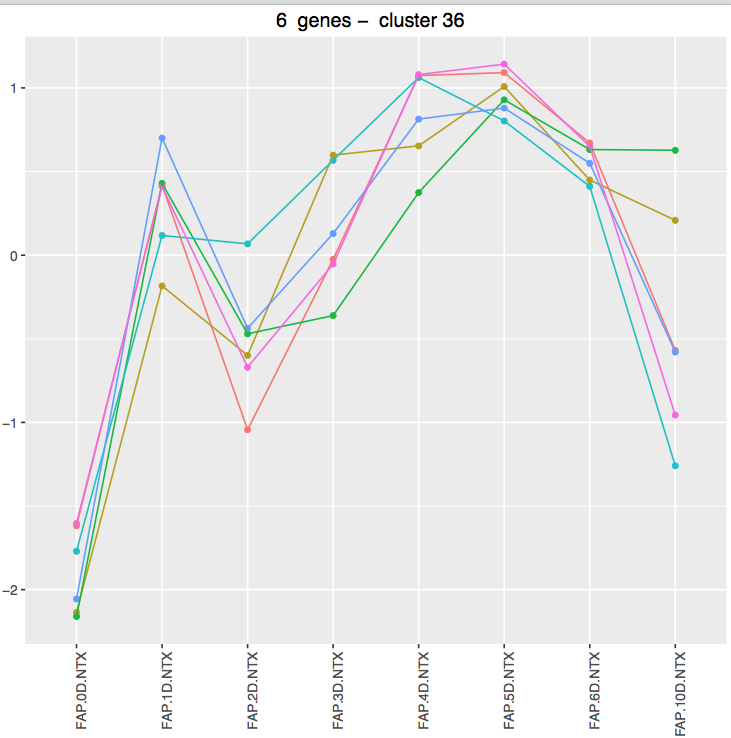 6 genes – cluster 36
1
0
−1
−2
FAP.0D.NTX
FAP.1D.NTX
FAP.2D.NTX
FAP.3D.NTX
FAP.4D.NTX
FAP.5D.NTX
FAP.6D.NTX
FAP.10D.NTX